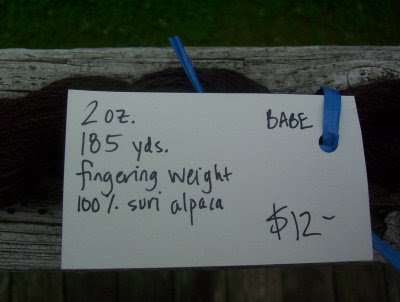 2 oz. BABE
185 yds.
fingering weight
100% suri alpaca
$12-